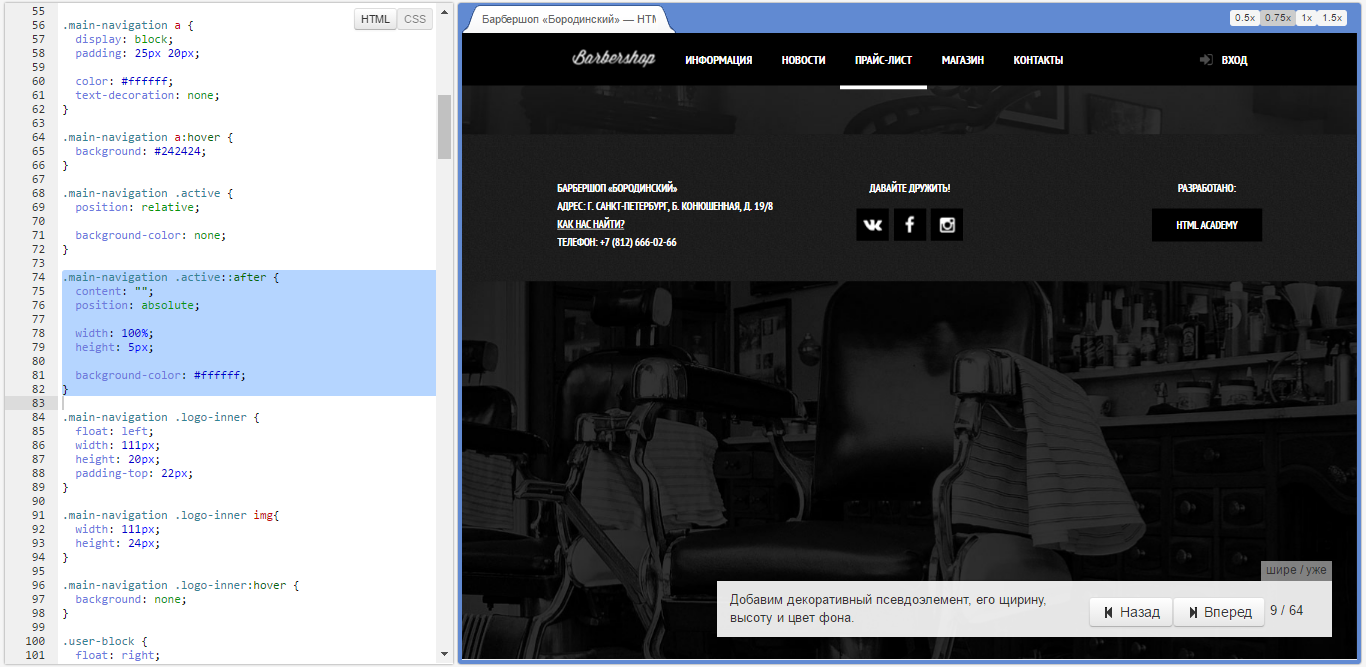 HTML
CSS
55
56 .main-navigation a {
57 display: block;
58 padding: 25px 20px;
59
60 color: #ffffff;
61 text-decoration: none;
62 }
63
64 .main-navigation a:hover {
65 background: #242424;
66 }
67
68 .main-navigation .active {
69 position: relative;
70
71 background-color: none;
72 }
73
74 .main-navigation .active::after {
75 content: "";
76 position: absolute;
77
78 width: 100%;
79 height: 5px;
80
81 background-color: #ffffff;
82 }
83
84 .main-navigation .logo-inner {
85 float: left;
86 width: 111px;
87 height: 20px;
88 padding-top: 22px;
89 }
90
91 .main-navigation .logo-inner img{
92 width: 111px;
93 height: 24px;
94 }
95
96 .main-navigation .logo-inner:hover {
97 background: none;
98 }
99
100 .user-block {
101 float: right;
Барбершоп «Бородинский» — HTM
0.5x 0.75x 1x 1.5x
Barbershop
ИНФОРМАЦИЯ
НОВОСТИ
ПРАЙС-ЛИСТ
МАГАЗИН
КОНТАКТЫ
ВХОД
БАРБЕРШОП «БОРОДИНСКИЙ»
АДРЕС: Г. САНКТ-ПЕТЕРБУРГ, Б. КОНЮШЕННАЯ, Д. 19/8
КАК НАС НАЙТИ?
ТЕЛЕФОН: +7 (812) 666-02-66
ДАВАЙТЕ ДРУЖИТЬ!
РАЗРАБОТАНО:
HTML ACADEMY
шире / уже
Добавим декоративный псевдоэлемент, его щирину,
высоту и цвет фона.
Назад
Вперед
9 / 64